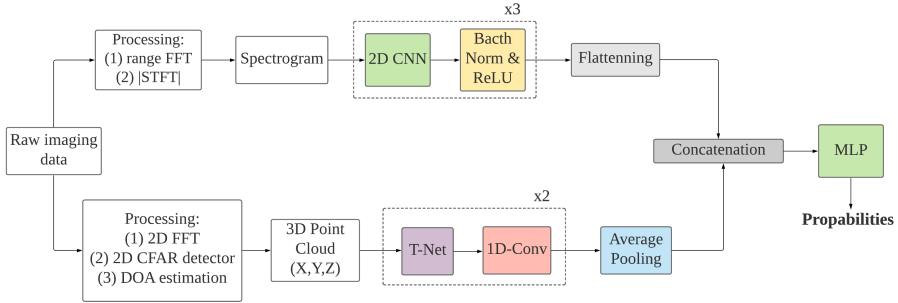 x3
Processing:
(1) range FFT
(2) |STFT|
Spectrogram
2D CNN
Bacth
Norm &
ReLU
Flattenning
Raw imaging
data
Concatenation
MLP
Propabilities
x2
Processing:
(1) 2D FFT
(2) 2D CFAR detector
(3) DOA estimation
3D Point
Cloud
(X,Y,Z)
T-Net
1D-Conv
Average
Pooling